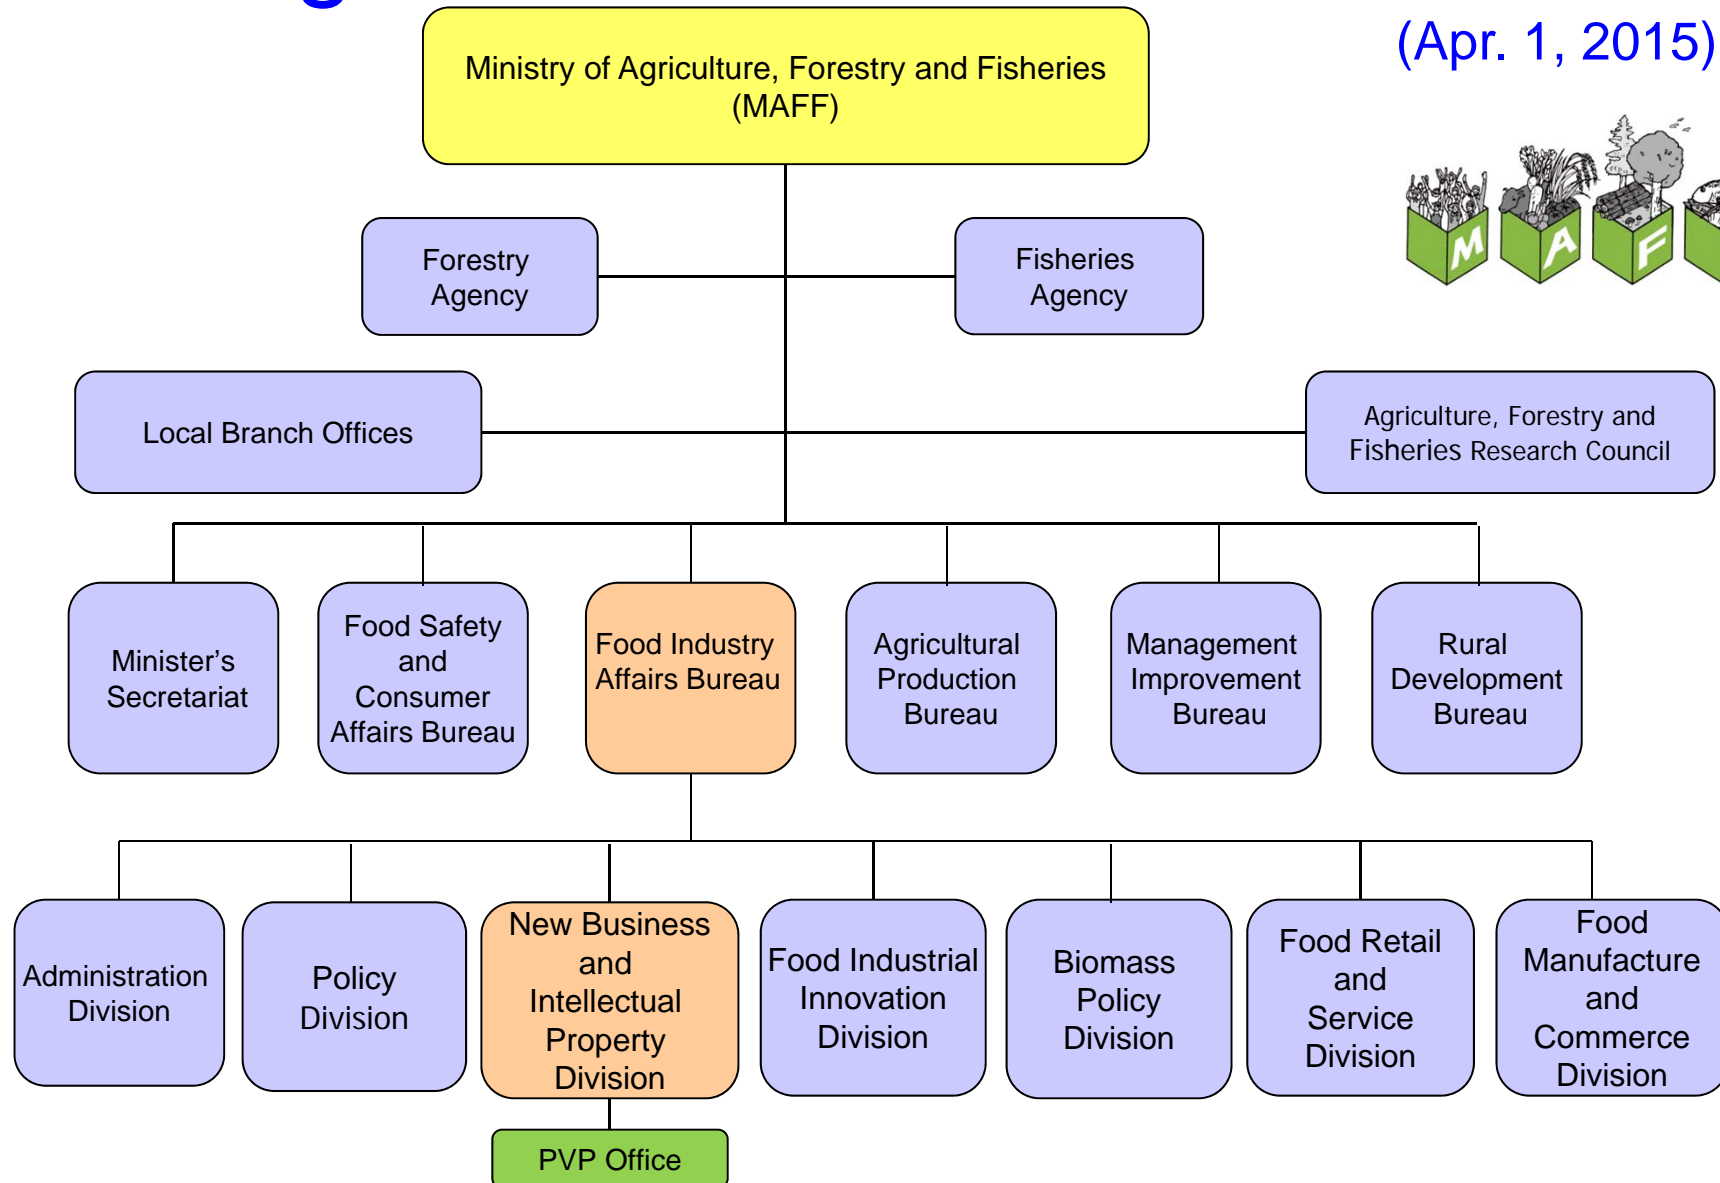 (Apr. 1, 2015)
Ministry of Agriculture, Forestry and Fisheries
(MAFF)
M A F
Forestry
Agency
Fisheries
Agency
Local Branch Offices
Agriculture, Forestry and
Fisheries Research Council
Minister’s
Secretariat
Food Safety
and
Consumer
Affairs Bureau
Food Industry
Affairs Bureau
Agricultural
Production
Bureau
Management
Improvement
Bureau
Rural
Development
Bureau
Administration
Division
Policy
Division
New Business
and
Intellectual
Property
Division
Food Industrial
Innovation
Division
Biomass
Policy
Division
Food Retail
and
Service
Division
Food
Manufacture
and
Commerce
Division
PVP Office